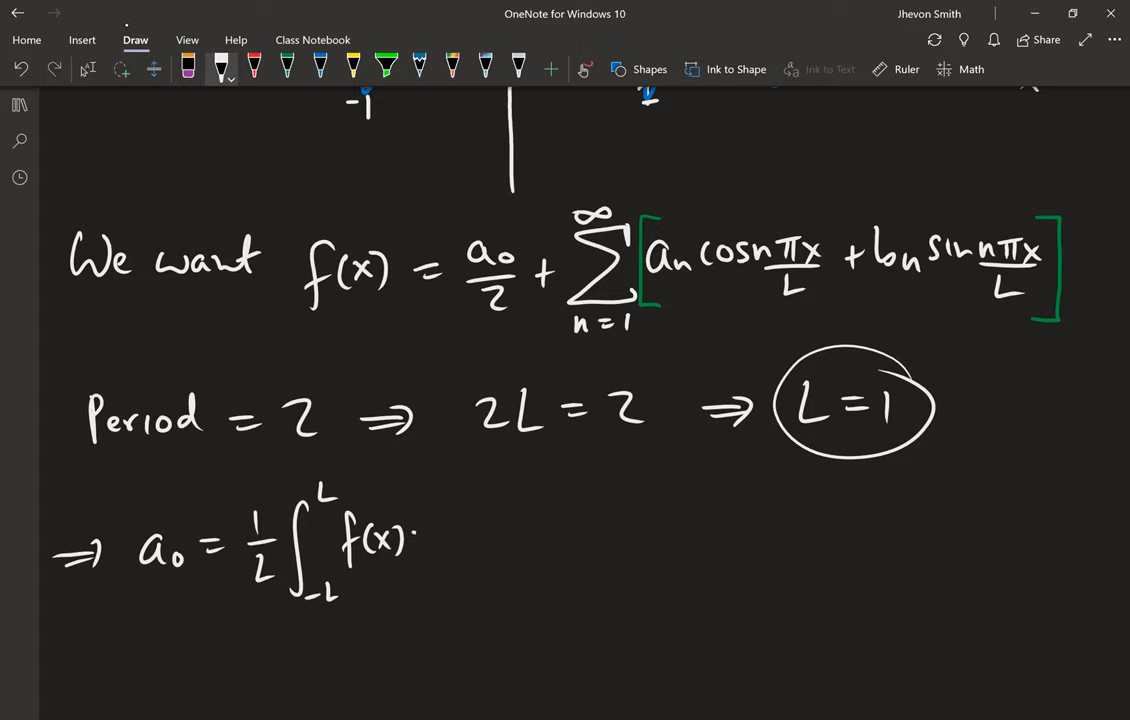 OneNote for Windows 10
Jhevon Smith
Home Insert Draw View Help Class Notebook Share
Shapes Ink to Shape Ink to Text Ruler Math
-1 1 x
We want f(x) = a₀/2 + ∑_{n=1}^{∞} [aₙ cos nπx/L + bₙ sin nπx/L]
Period = 2 ⇒ 2L = 2 ⇒ L = 1
⇒ a₀ = 1/2 ∫_{-L}^{L} f(x)